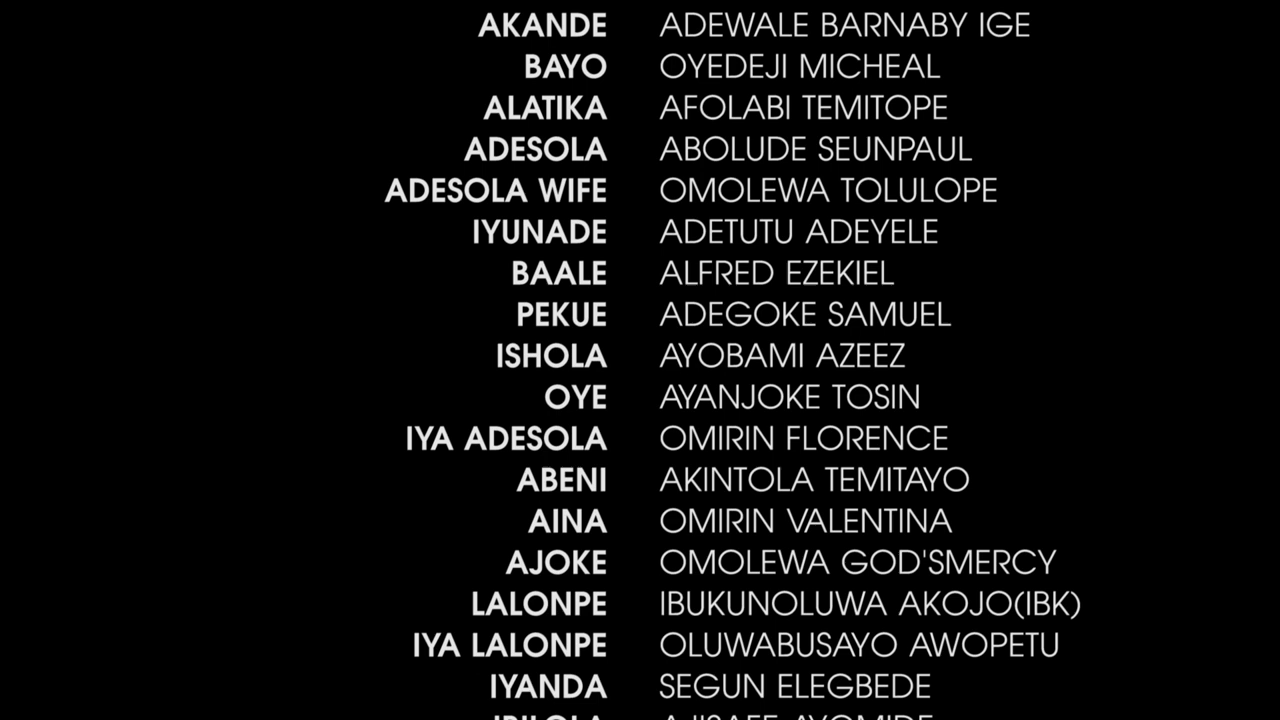 AKANDE ADEWALE BARNABY IGE
BAYO OYEDEJI MICHEAL
ALATIKA AFOLABI TEMITOPE
ADESOLA ABOLUDE SEUNPAUL
ADESOLA WIFE OMOLEWA TOLULOPE
IYUNADE ADETUTU ADEYELE
BAALE ALFRED EZEKIEL
PEKUE ADEGOKE SAMUEL
ISHOLA AYOBAMI AZEEZ
OYE AYANJOKE TOSIN
IYA ADESOLA OMIRIN FLORENCE
ABENI AKINTOLA TEMITAYO
AINA OMIRIN VALENTINA
AJOKE OMOLEWA GOD'SMERCY
LALONPE IBUKUNOLUWA AKOJO(IBK)
IYA LALONPE OLUWABUSAYO AWOPETU
IYANDA SEGUN ELEGBEDE